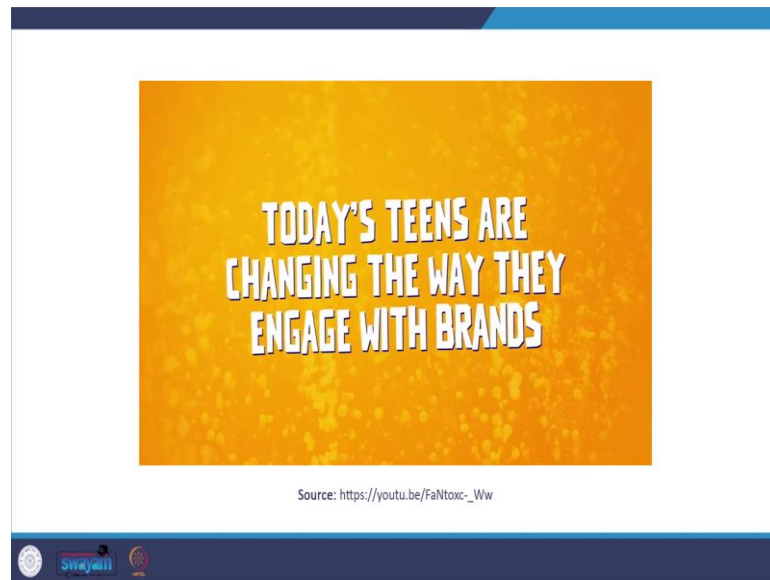 TODAY'S TEENS ARE
CHANGING THE WAY THEY
ENGAGE WITH BRANDS
Source: https://youtu.be/FaNtoxc-_Ww
swayam